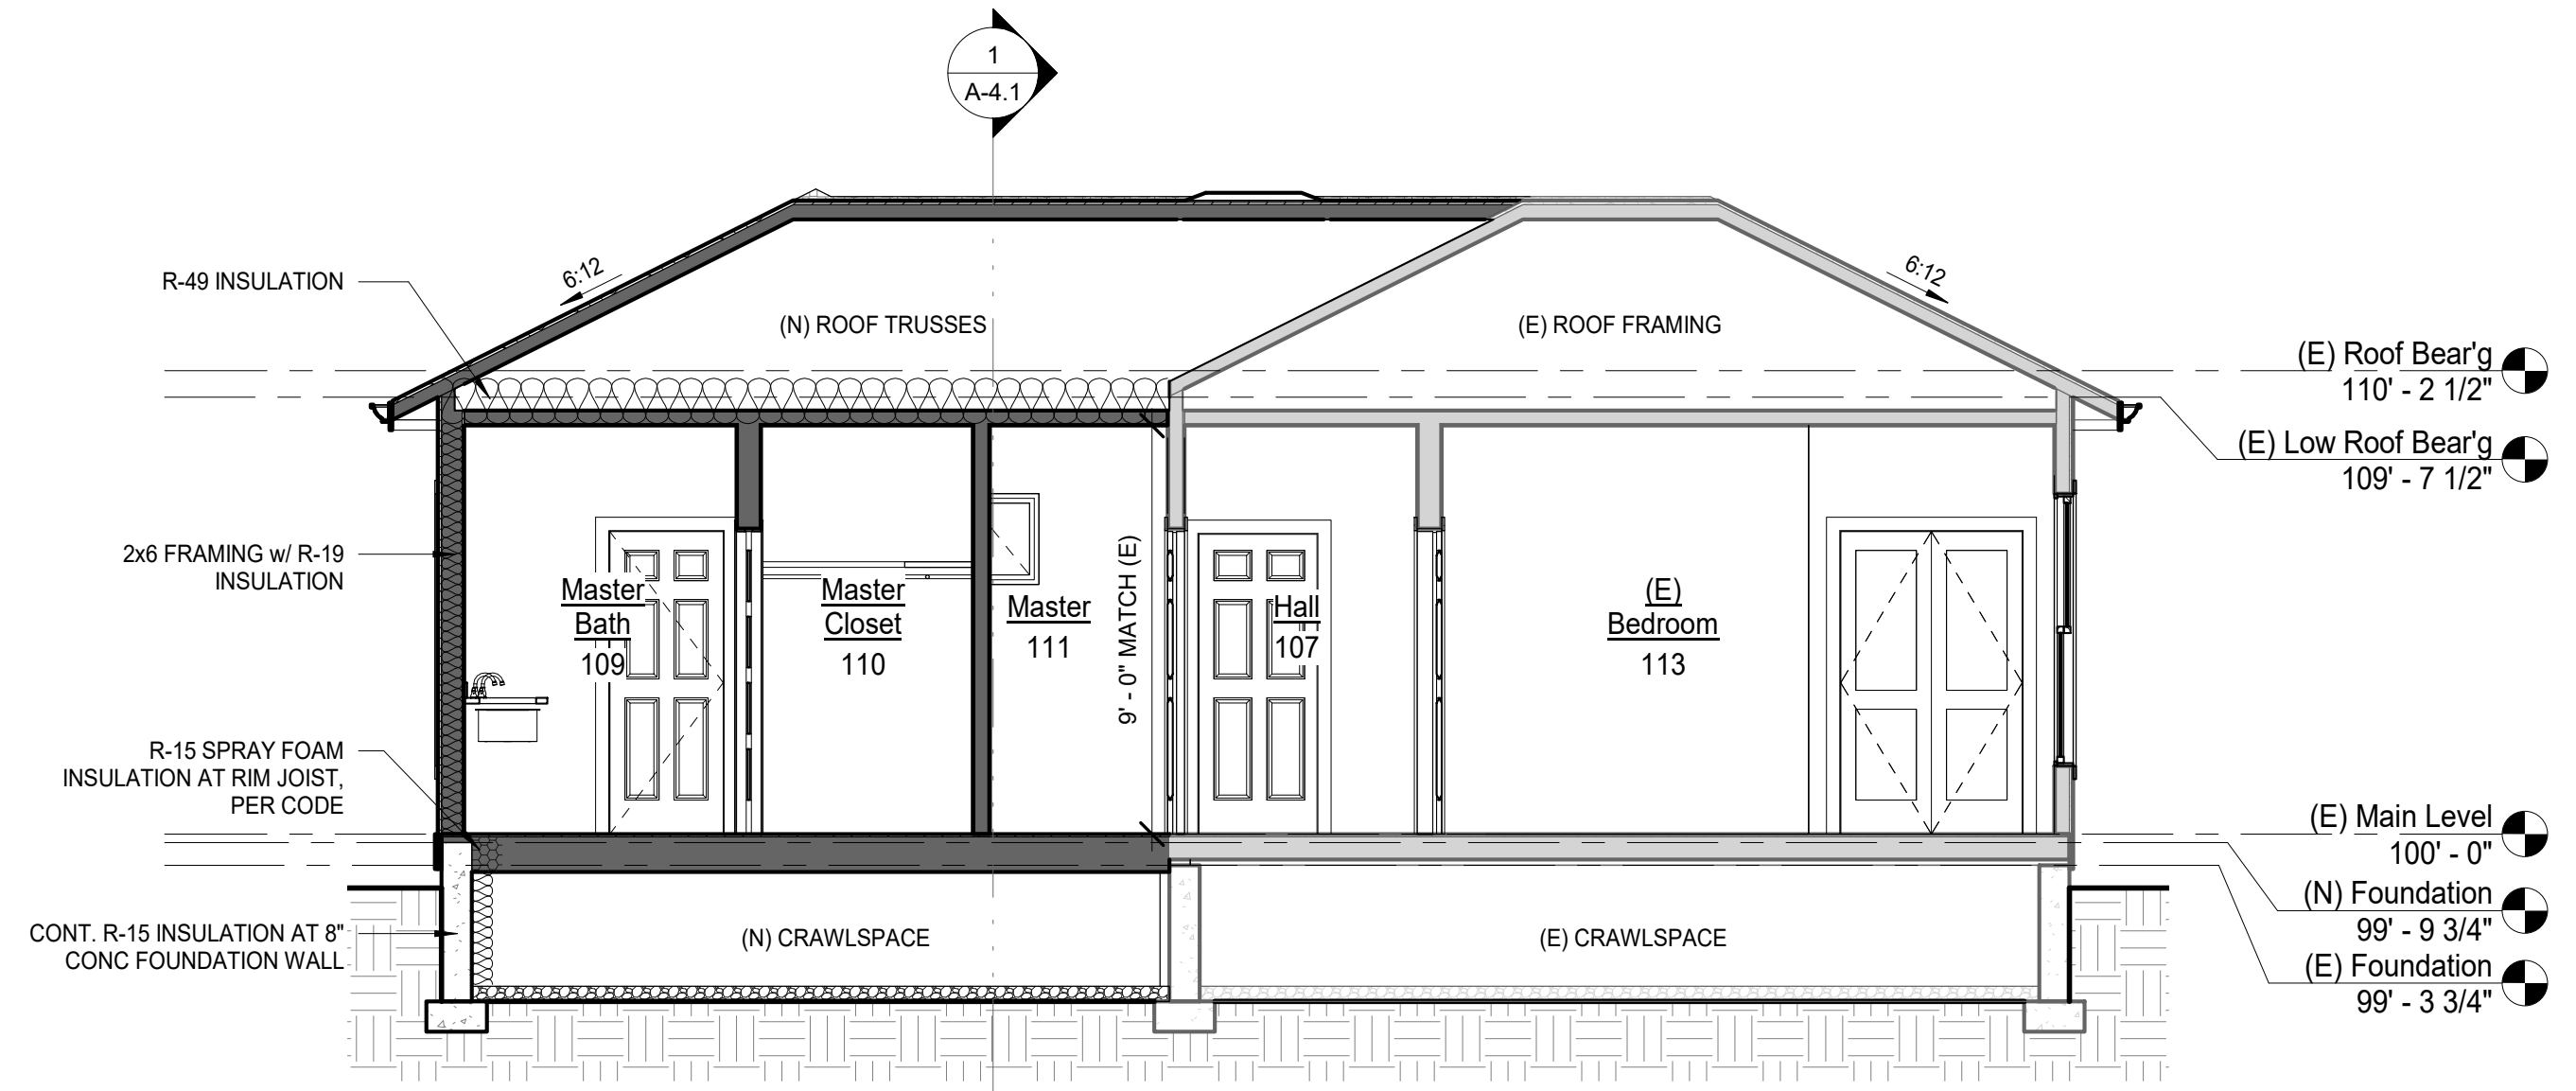 1
A-4.1
R-49 INSULATION
6:12
(N) ROOF TRUSSES
(E) ROOF FRAMING
6:12
(E) Roof Bear'g
110' - 2 1/2"
(E) Low Roof Bear'g
109' - 7 1/2"
2x6 FRAMING w/ R-19
INSULATION
Master
Bath
109
Master
Closet
110
Master
111
9' - 0" MATCH (E)
Hall
107
(E)
Bedroom
113
R-15 SPRAY FOAM
INSULATION AT RIM JOIST,
PER CODE
(E) Main Level
100' - 0"
(N) Foundation
99' - 9 3/4"
(E) Foundation
99' - 3 3/4"
CONT. R-15 INSULATION AT 8"
CONC FOUNDATION WALL
(N) CRAWLSPACE
(E) CRAWLSPACE